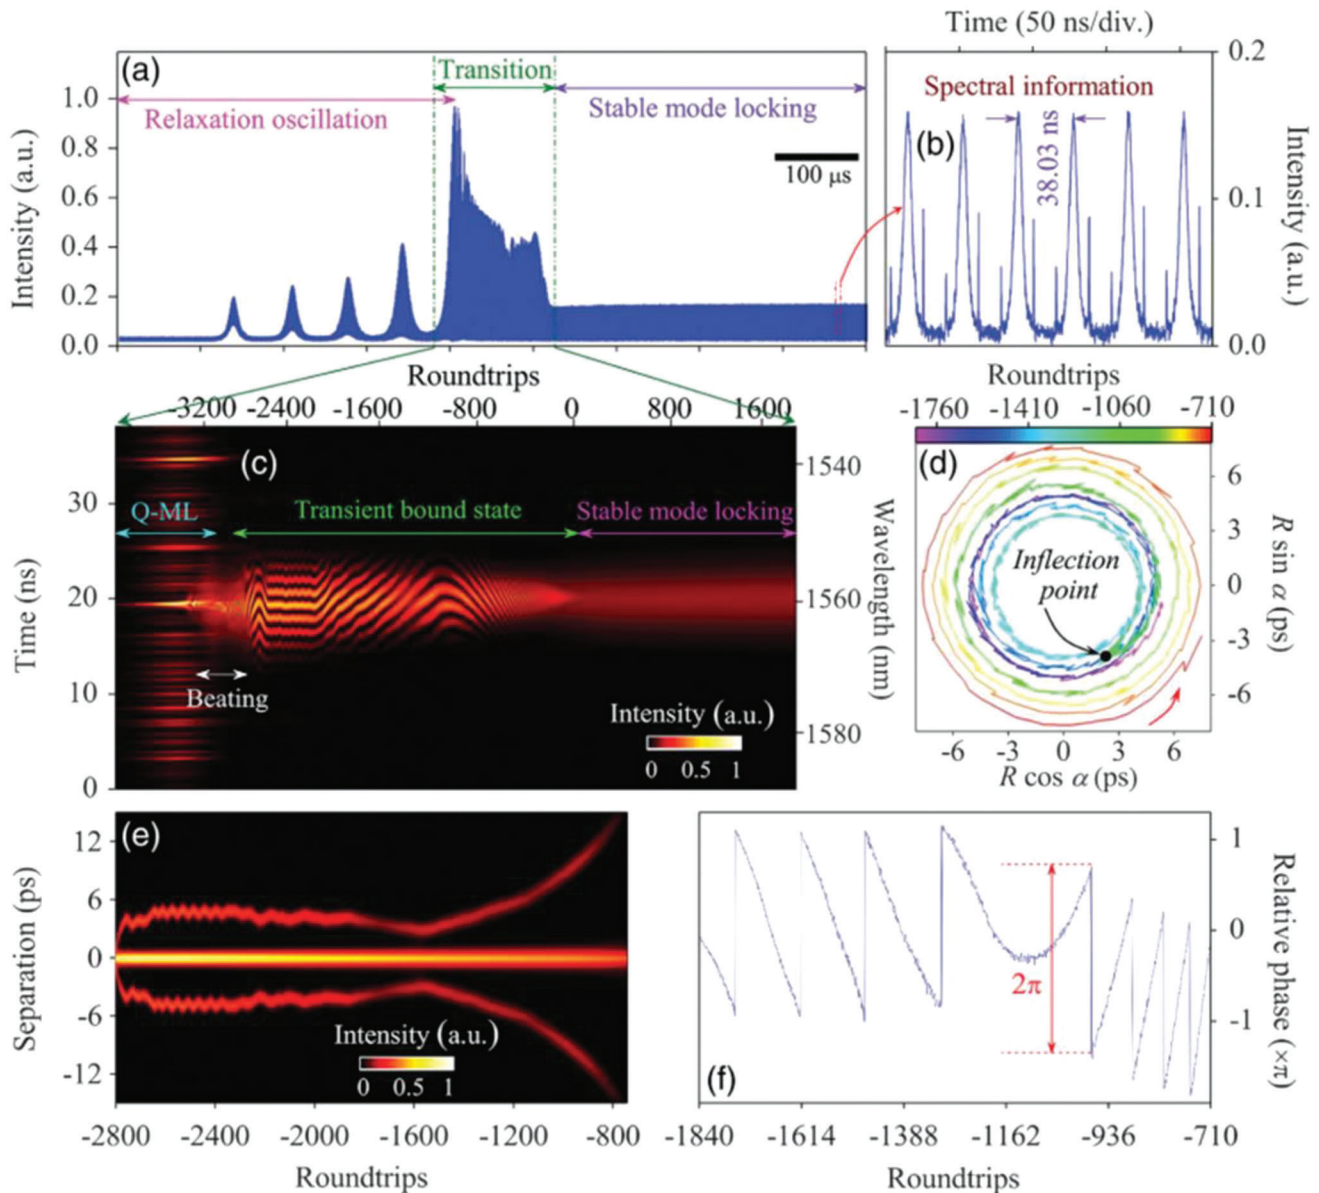 Time (50 ns/div.)
(a)
Transition
Relaxation oscillation
Stable mode locking
100 μs
Intensity (a.u.)
1.0
0.8
0.6
0.4
0.2
0.0
Spectral information
(b)
38.03 ns
0.2
0.1
0.0
Intensity (a.u.)
Roundtrips
-3200 -2400 -1600 -800 0 800 1600
Roundtrips
-1760 -1410 -1060 -710
(c)
Q-ML
Transient bound state
Stable mode locking
Beating
Intensity (a.u.)
0 0.5 1
Time (ns)
30
20
10
0
1540
1560
1580
Wavelength (nm)
(d)
Inflection
point
6
3
0
-3
-6
R sin α (ps)
-6 -3 0 3 6
R cos α (ps)
(e)
Separation (ps)
12
6
0
-6
-12
Intensity (a.u.)
0 0.5 1
-2800 -2400 -2000 -1600 -1200 -800
Roundtrips
2π
(f)
1
0
-1
Relative phase (×π)
-1840 -1614 -1388 -1162 -936 -710
Roundtrips